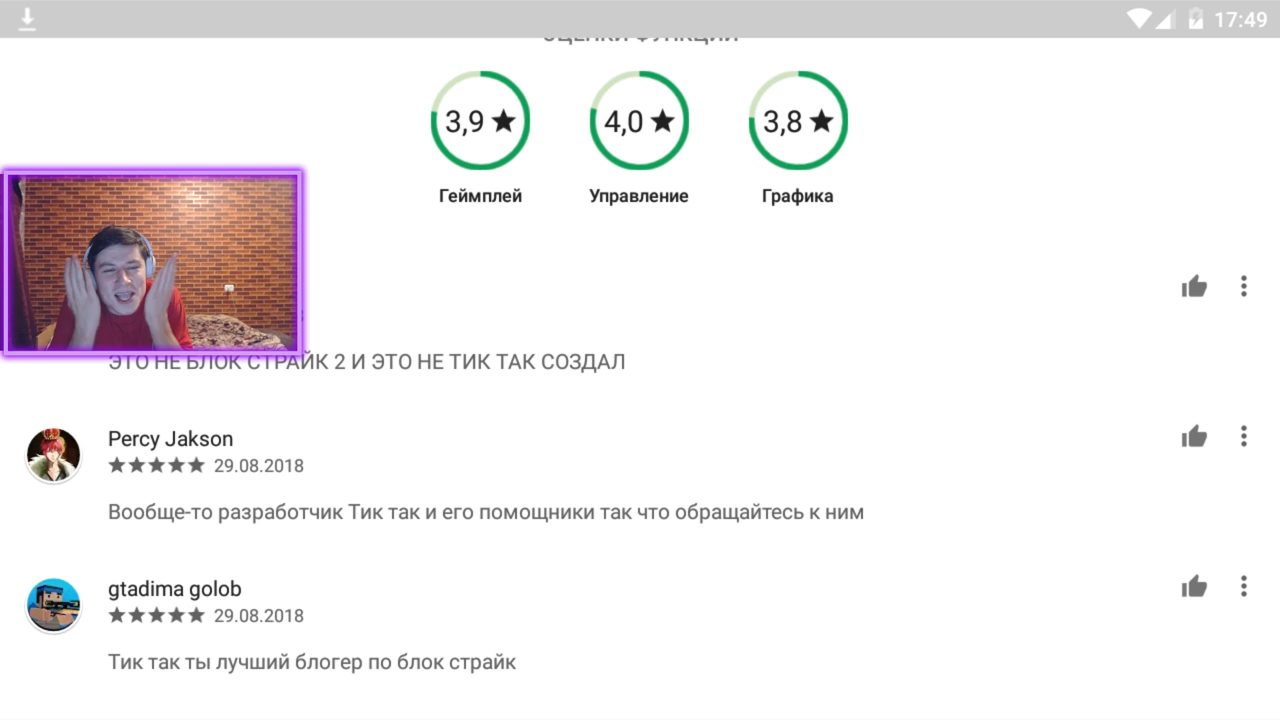 17:49
3,9 ★ 4,0 ★ 3,8 ★
Геймплей Управление Графика
ЭТО НЕ БЛОК СТРАЙК 2 И ЭТО НЕ ТИК ТАК СОЗДАЛ
Percy Jakson
★★★★★ 29.08.2018
Вообще-то разработчик Тик так и его помощники так что обращайтесь к ним
gtadima golob
★★★★★ 29.08.2018
Тик так ты лучший блогер по блок страйк